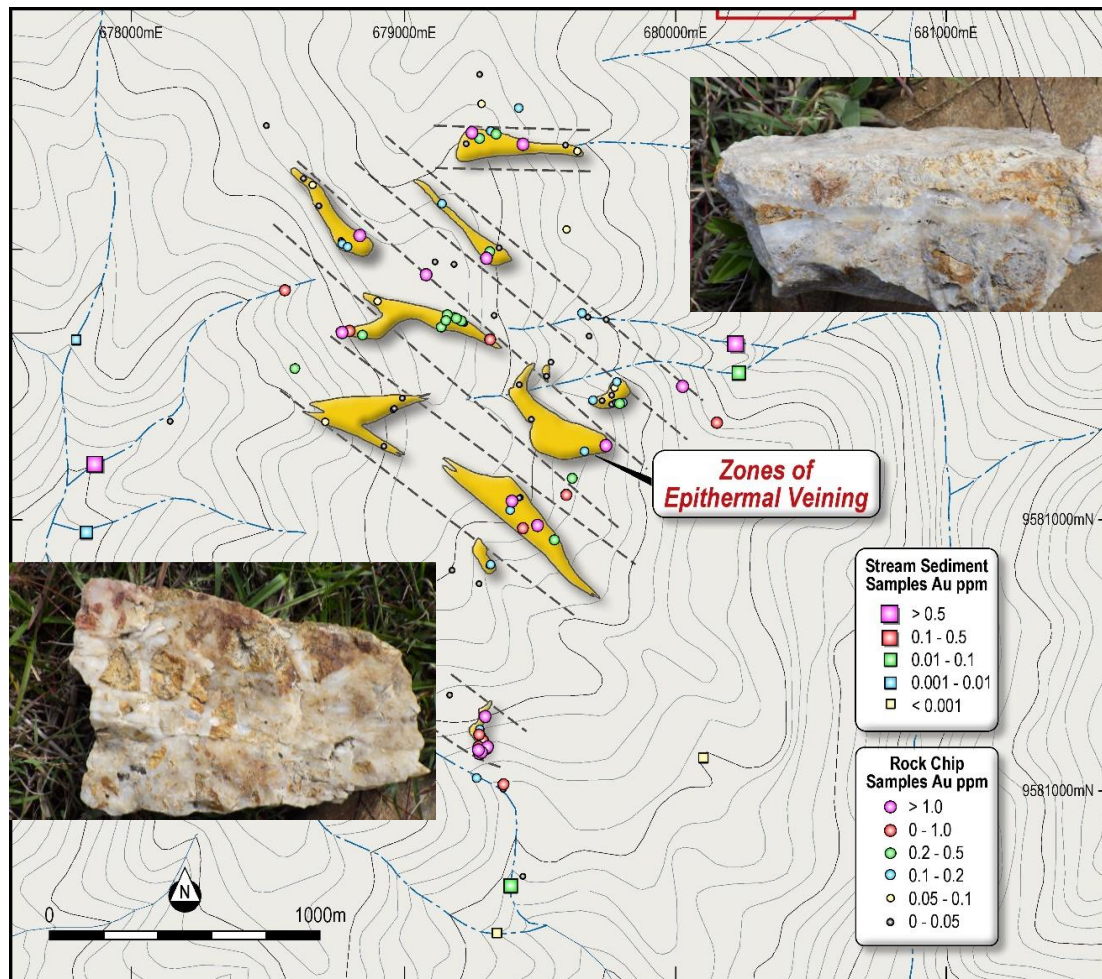 678000mE
679000mE
680000mE
681000mE
Zones of
Epithermal Veining
9581000mN
Stream Sediment
Samples Au ppm
> 0.5
0.1 - 0.5
0.01 - 0.1
0.001 - 0.01
< 0.001
Rock Chip
Samples Au ppm
> 1.0
0 - 1.0
0.2 - 0.5
0.1 - 0.2
0.05 - 0.1
0 - 0.05
9581000mN
N
0
1000m